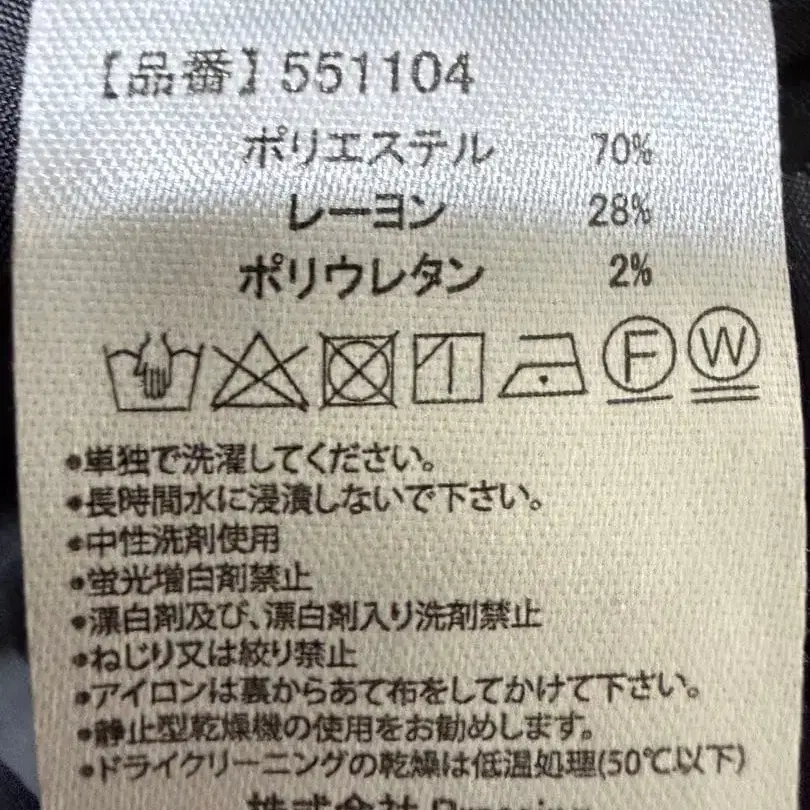 【品番】551104
ポリエステル 70%
レーヨン 28%
ポリウレタン 2%
F W
•単独で洗濯してください。
•長時間水に浸漬しないで下さい。
•中性洗剤使用
•蛍光増白剤禁止
•漂白剤及び、漂白剤入り洗剤禁止
•ねじり又は絞り禁止
•アイロンは裏からあて布をしてかけて下さい。
•静止型乾燥機の使用をお勧めします。
•ドライクリーニングの乾燥は低温処理(50℃以下)
株式会社